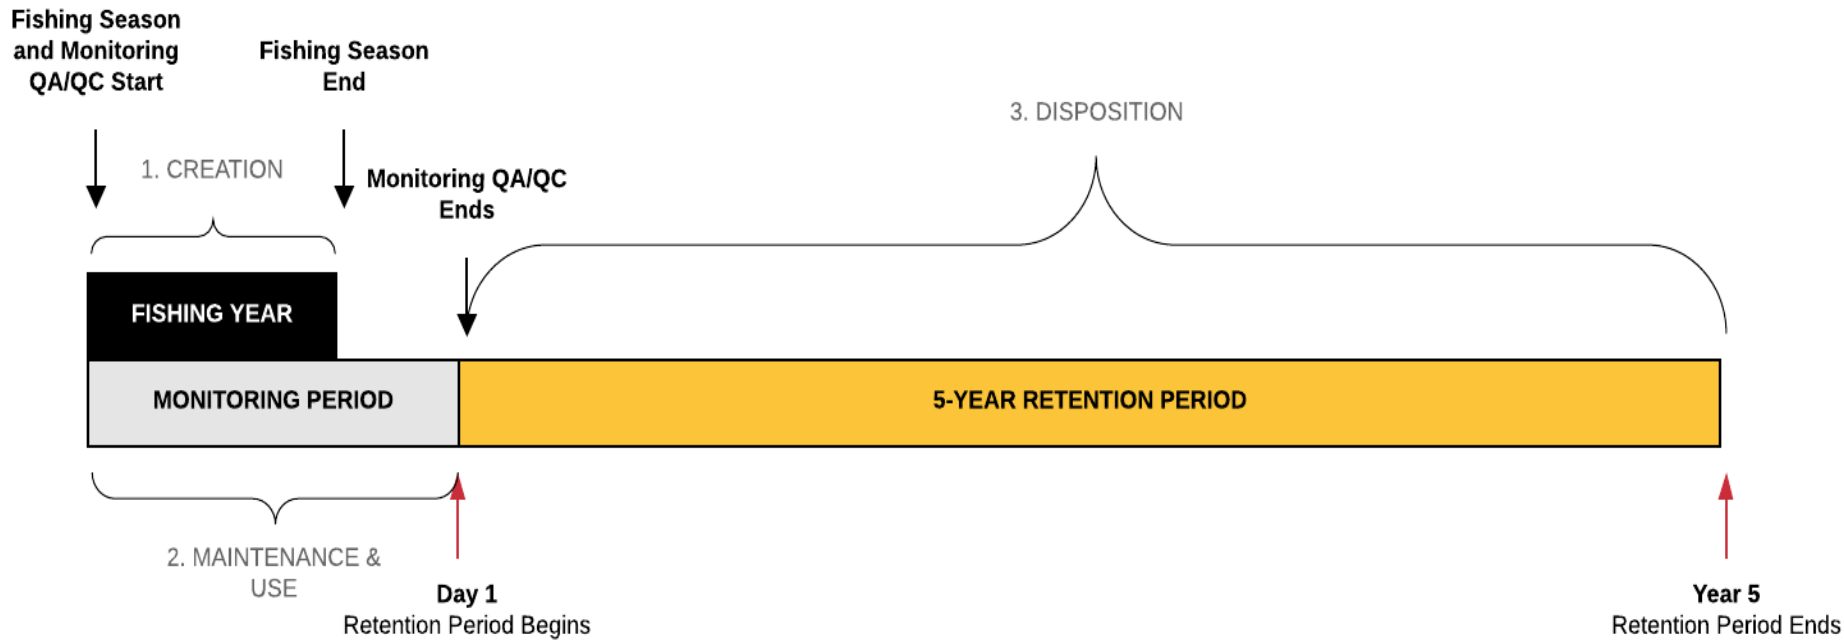 Fishing Season
and Monitoring
QA/QC Start
Fishing Season
End
1. CREATION
Monitoring QA/QC
Ends
3. DISPOSITION
FISHING YEAR
MONITORING PERIOD
5-YEAR RETENTION PERIOD
2. MAINTENANCE &
USE
Day 1
Retention Period Begins
Year 5
Retention Period Ends